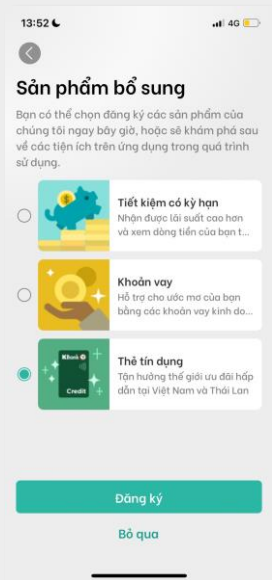 13:52
4G
Sản phẩm bổ sung
Bạn có thể chọn đăng ký các sản phẩm của
chúng tôi ngay bây giờ, hoặc sẽ khám phá sau
về các tiện ích trên ứng dụng trong quá trình
sử dụng.
Tiết kiệm có kỳ hạn
Nhận được lãi suất cao hơn
và xem dòng tiền của bạn t...
Khoản vay
Hỗ trợ cho ước mơ của bạn
bằng các khoản vay kinh do...
KBank
Credit
Thẻ tín dụng
Tận hưởng thế giới ưu đãi hấp
dẫn tại Việt Nam và Thái Lan
Đăng ký
Bỏ qua